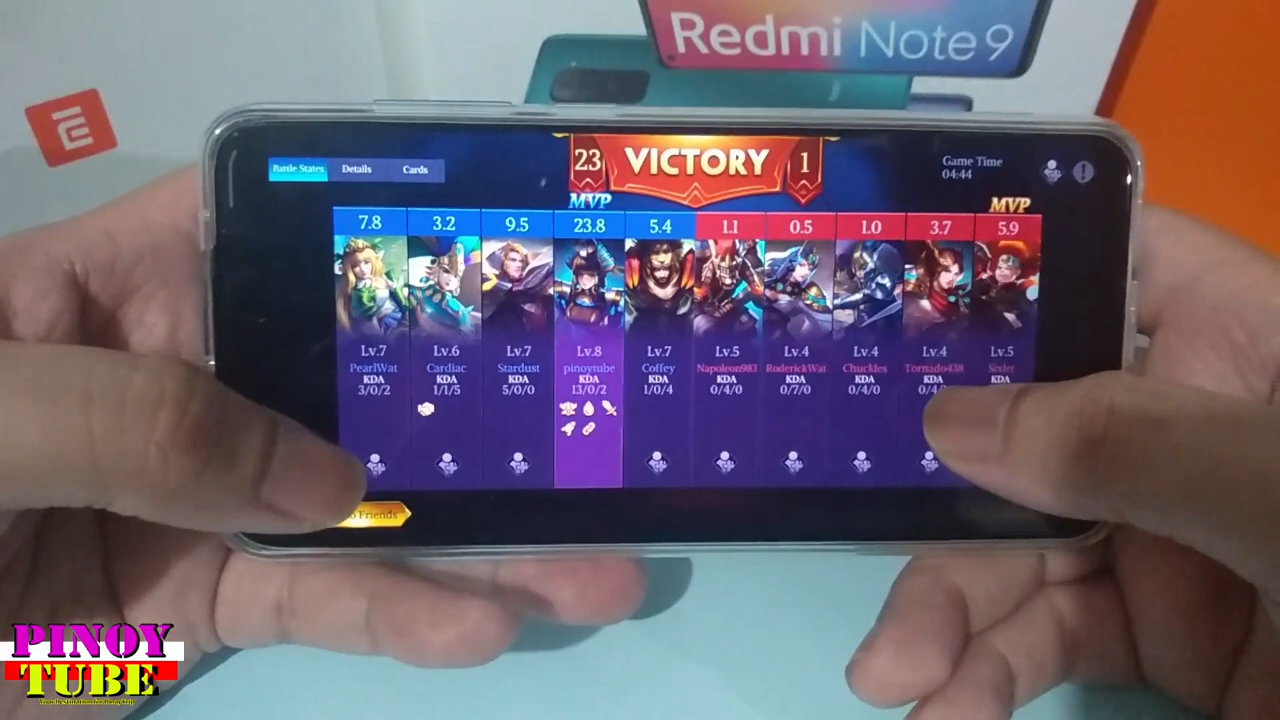 Redmi Note 9
Battle States Details Cards
23 VICTORY 1
Game Time
04:44
MVP
MVP
7.8 3.2 9.5 23.8 5.4 1.1 0.5 1.0 3.7 5.9
Lv.7 Lv.6 Lv.7 Lv.8 Lv.7 Lv.5 Lv.4 Lv.4 Lv.4 Lv.5
PearlWat Cardiac Stardust pinoytube Coffey Napoleon983 RoderickWat Chuckles Tornado438 Sixlet
KDA KDA KDA KDA KDA KDA KDA KDA KDA KDA
3/0/2 1/1/5 5/0/0 13/0/2 1/0/4 0/4/0 0/7/0 0/4/0 0/4
Friends
PINOY
TUBE